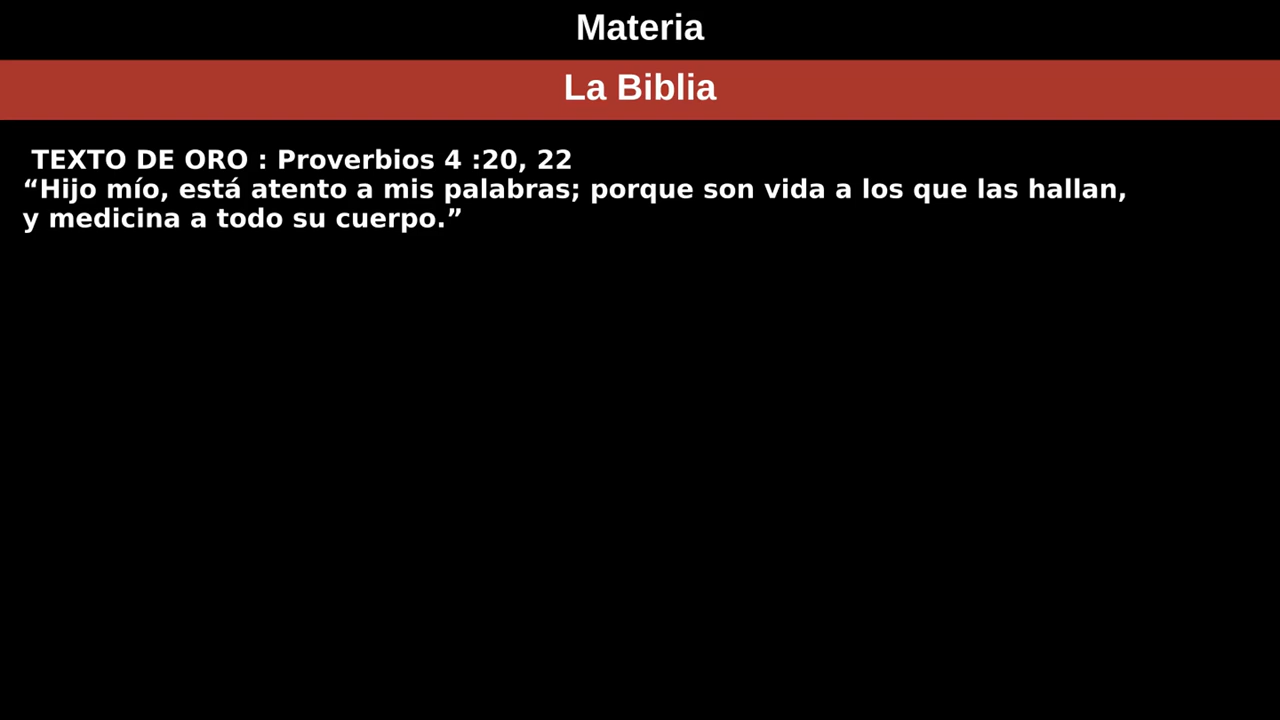 Materia
La Biblia
TEXTO DE ORO : Proverbios 4 :20, 22
“Hijo mío, está atento a mis palabras; porque son vida a los que las hallan,
y medicina a todo su cuerpo.”